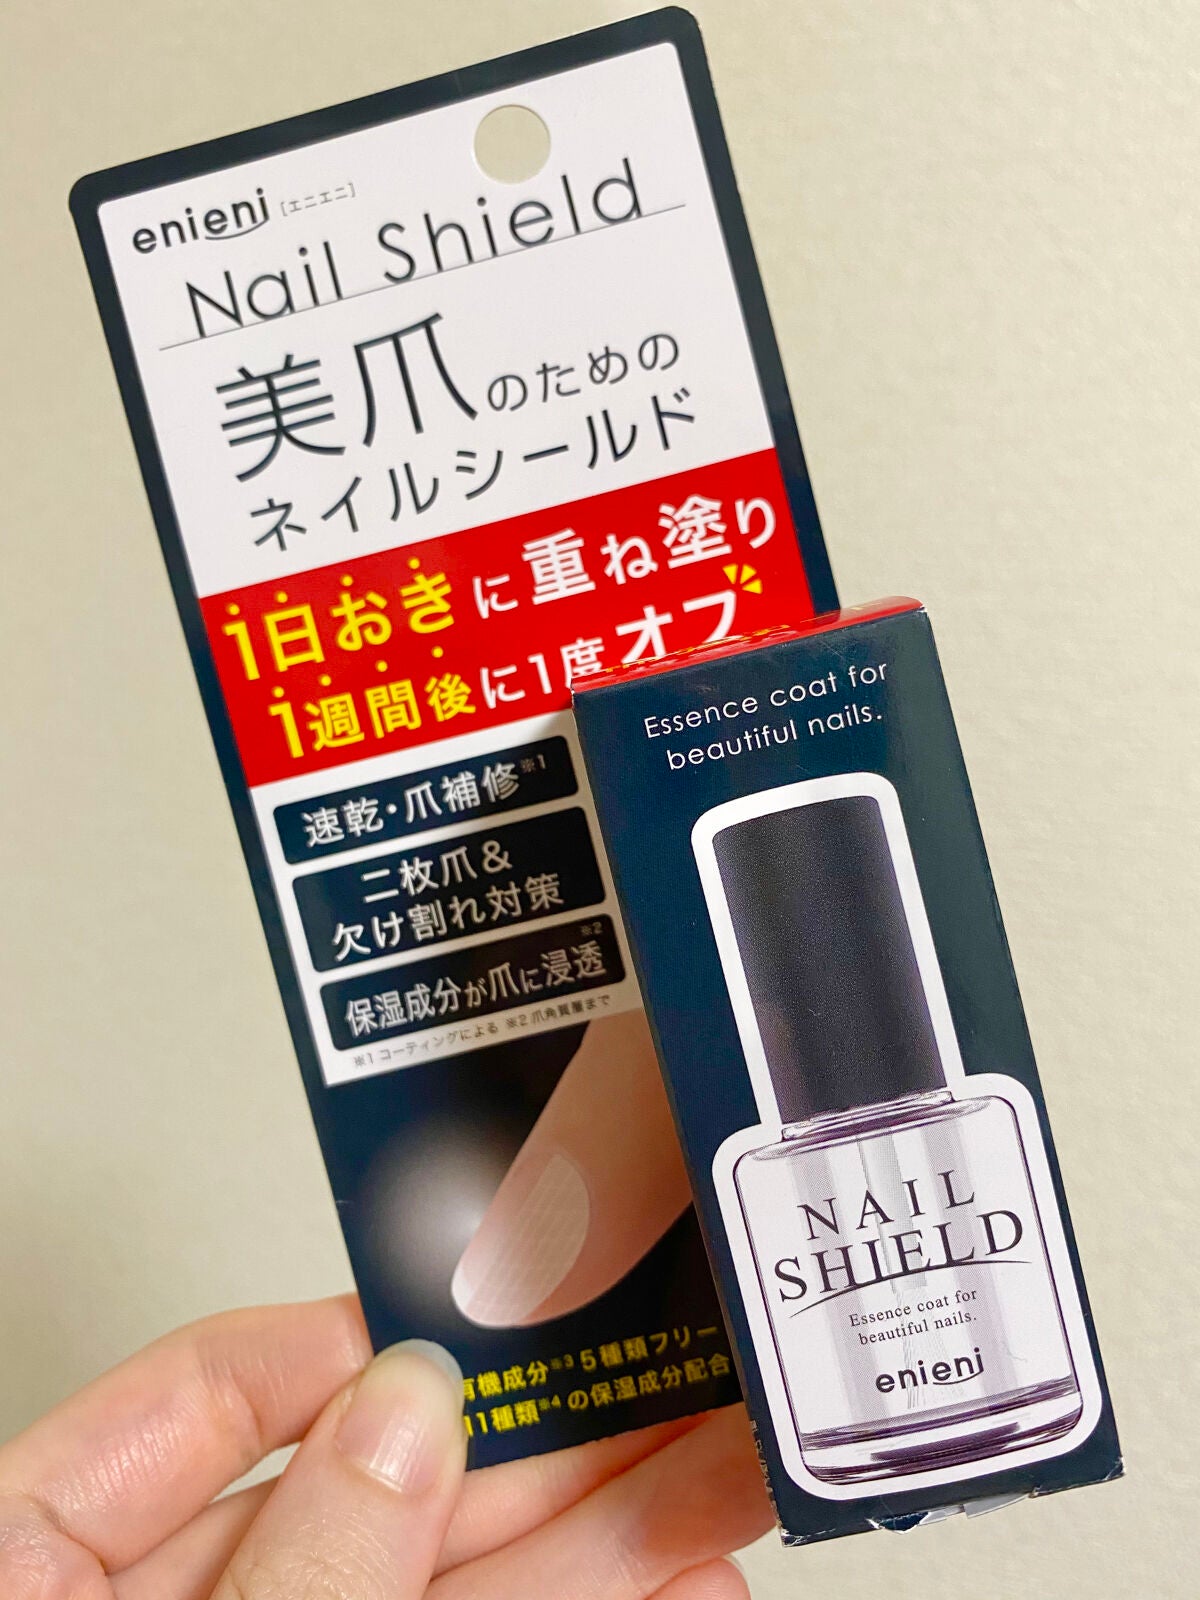 enieni [エニエニ]
Nail Shield
美爪のための
ネイルシールド
1日おきに重ね塗り
1週間後に1度オフ
速乾・爪補修※1
二枚爪&
欠け割れ対策
保湿成分が爪に浸透※2
※1 コーティングによる ※2 爪角質層まで
有機成分※3 5種類フリー
11種類※4の保湿成分配合
Essence coat for
beautiful nails.
NAIL
SHIELD
Essence coat for
beautiful nails.
enieni